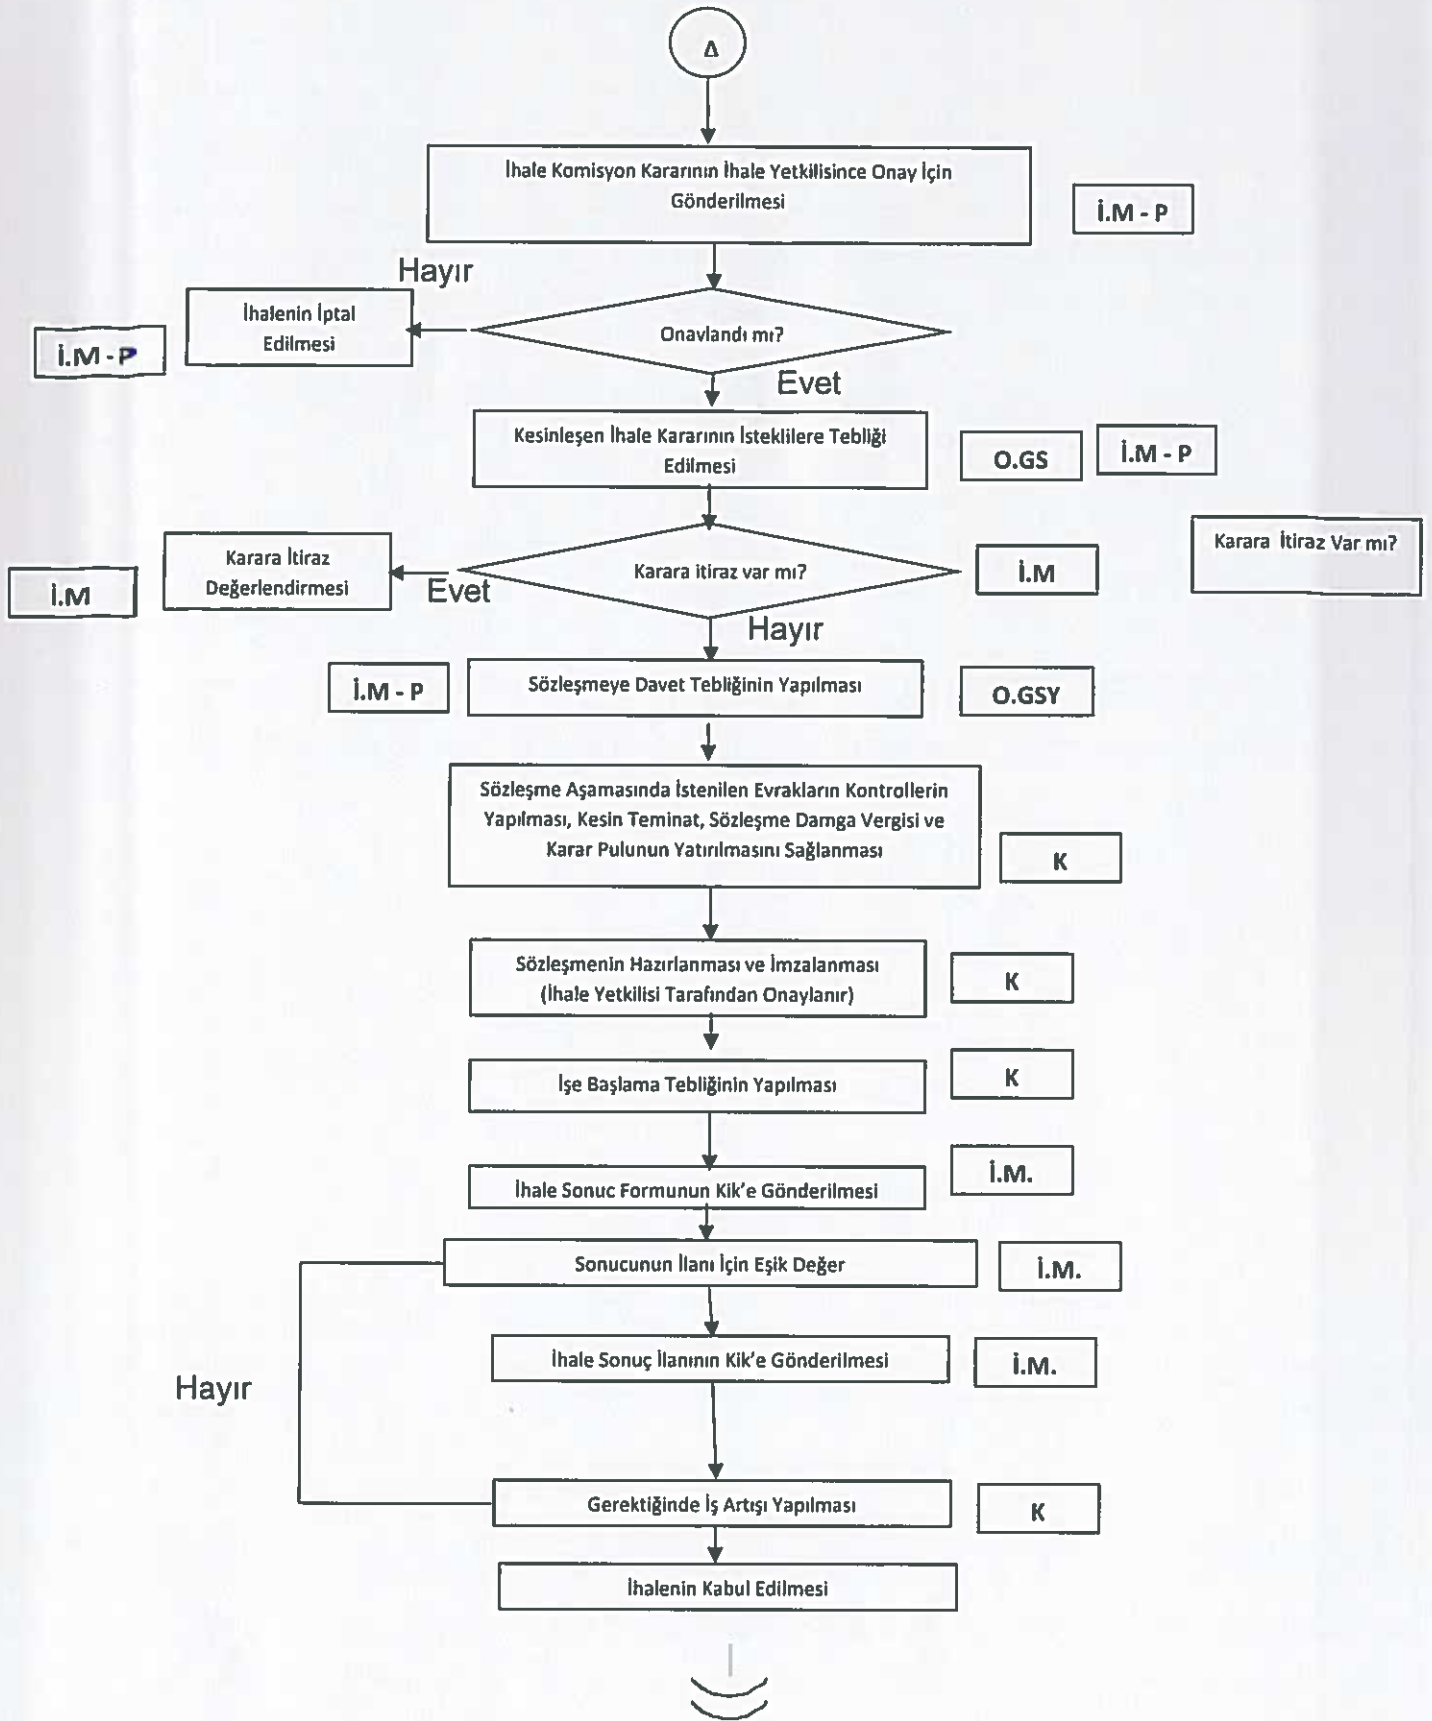 A
İhale Komisyon Kararının İhale Yetkilisince Onay İçin
Gönderilmesi
İ.M - P
Hayır
İhalenin İptal
Edilmesi
İ.M - P
Onavlandı mı?
Evet
Kesinleşen İhale Kararının İsteklilere Tebliği
Edilmesi
O.GS
İ.M - P
Karara İtiraz
Değerlendirmesi
İ.M
Evet
Karara itiraz var mı?
İ.M
Karara İtiraz Var mı?
Hayır
İ.M - P
Sözleşmeye Davet Tebliğinin Yapılması
O.GSY
Sözleşme Aşamasında İstenilen Evrakların Kontrollerin
Yapılması, Kesin Teminat, Sözleşme Damga Vergisi ve
Karar Pulunun Yatırılmasını Sağlanması
K
Sözleşmenin Hazırlanması ve İmzalanması
(İhale Yetkilisi Tarafından Onaylanır)
K
İşe Başlama Tebliğinin Yapılması
K
İhale Sonuc Formunun Kik'e Gönderilmesi
İ.M.
Sonucunun İlanı İçin Eşik Değer
İ.M.
İhale Sonuç İlanının Kik'e Gönderilmesi
İ.M.
Hayır
Gerektiğinde İş Artışı Yapılması
K
İhalenin Kabul Edilmesi